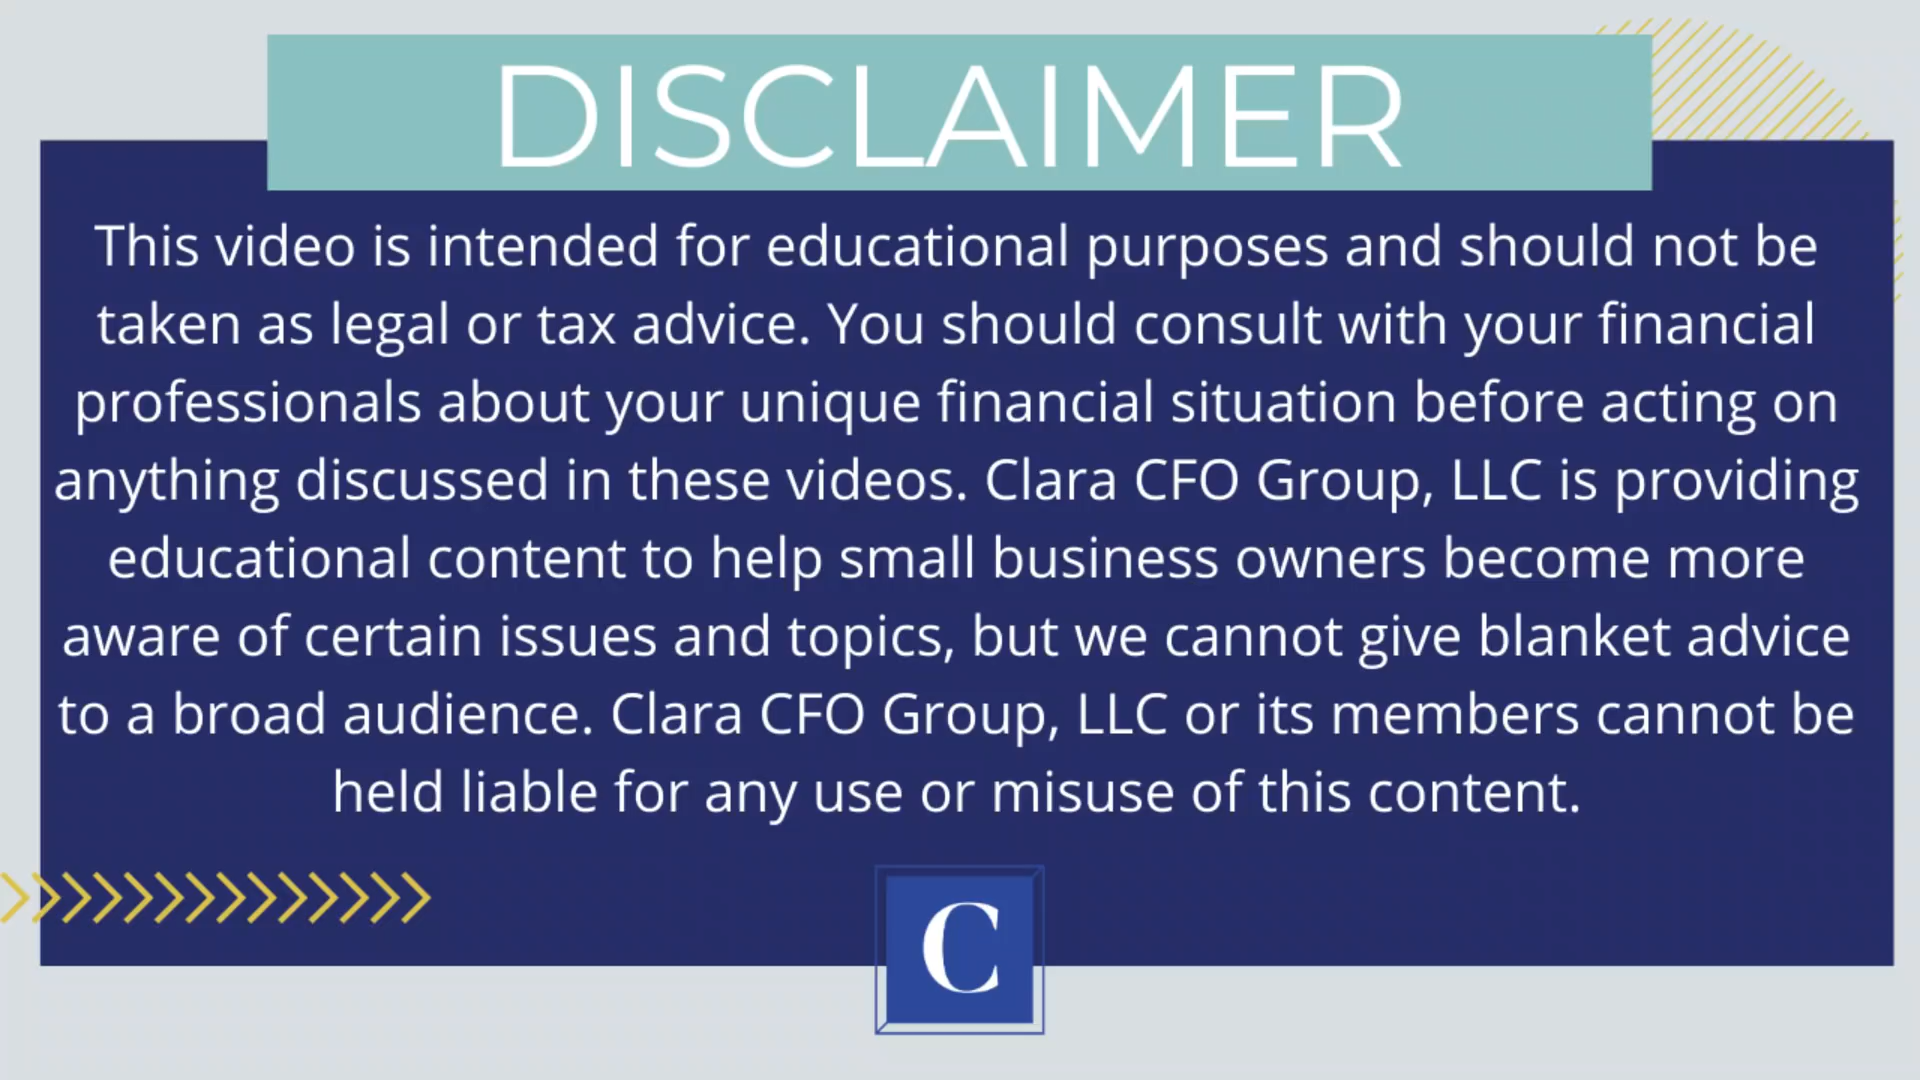 DISCLAIMER
This video is intended for educational purposes and should not be
taken as legal or tax advice. You should consult with your financial
professionals about your unique financial situation before acting on
anything discussed in these videos. Clara CFO Group, LLC is providing
educational content to help small business owners become more
aware of certain issues and topics, but we cannot give blanket advice
to a broad audience. Clara CFO Group, LLC or its members cannot be
held liable for any use or misuse of this content.
C